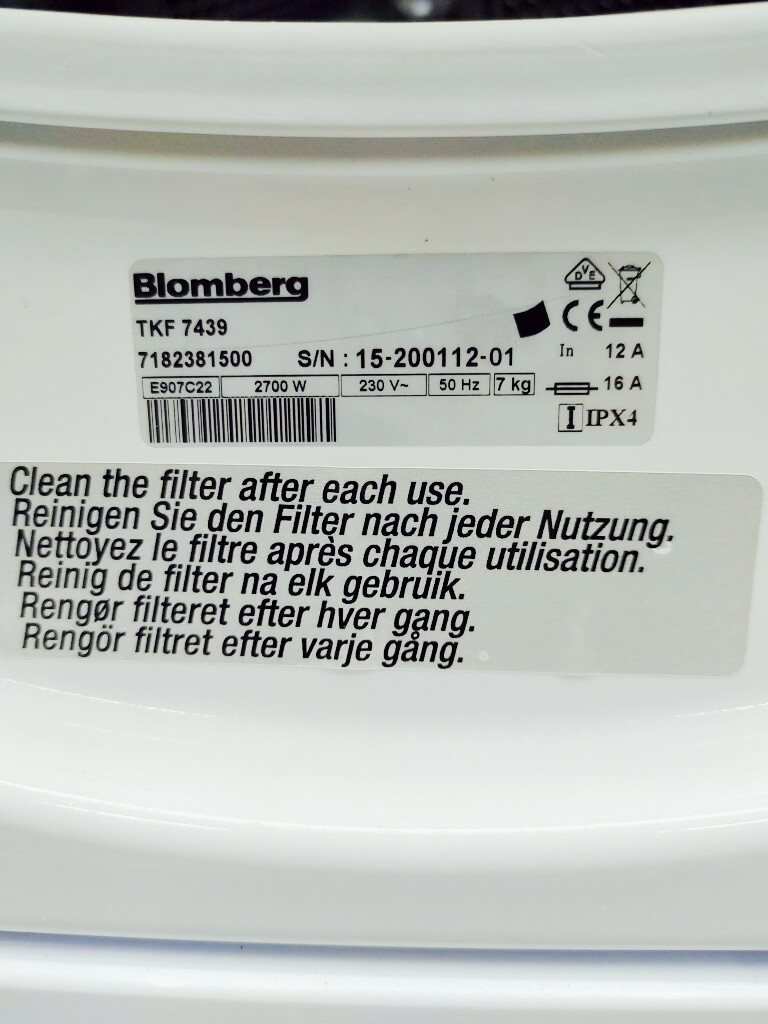 Blomberg
TKF 7439
7182381500 S/N : 15-200112-01
E907C22 2700 W 230 V~ 50 Hz 7 kg
DVE
CE
In 12 A
16 A
I IPX4
Clean the filter after each use.
Reinigen Sie den Filter nach jeder Nutzung.
Nettoyez le filtre après chaque utilisation.
Reinig de filter na elk gebruik.
Rengør filteret efter hver gang.
Rengör filtret efter varje gång.